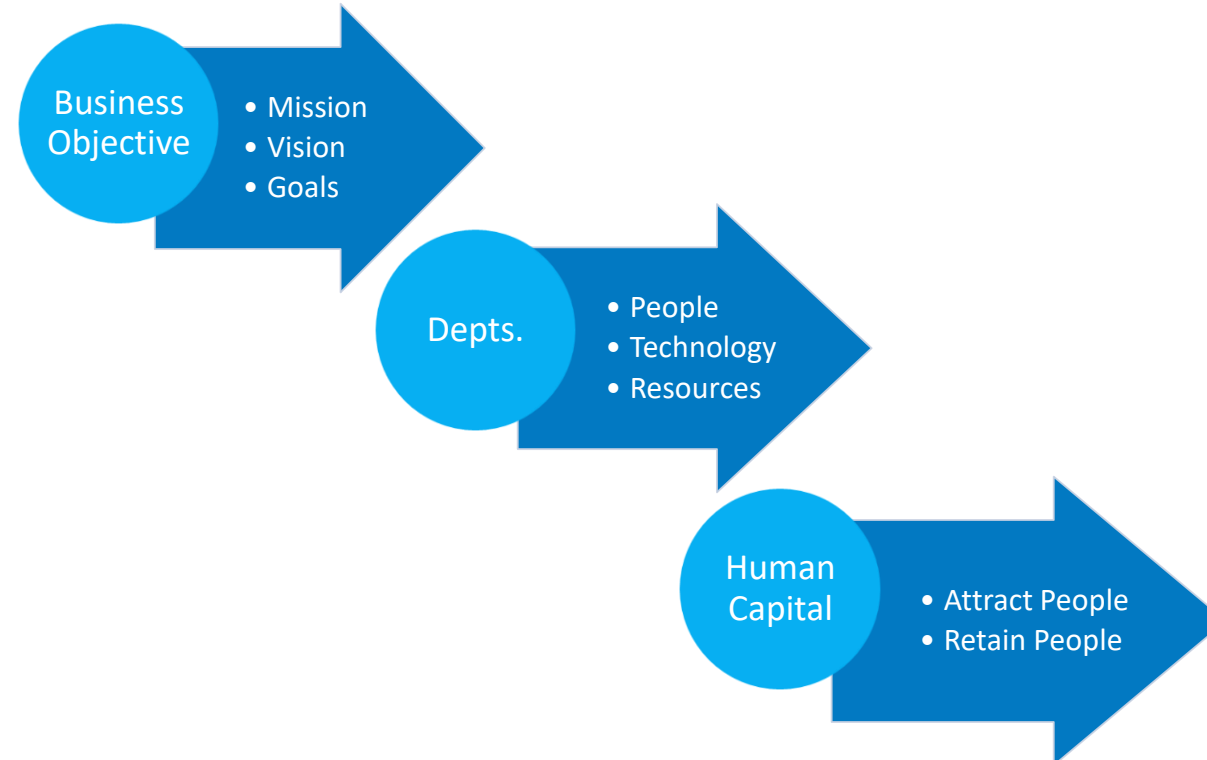 Business
Objective
• Mission
• Vision
• Goals
Depts.
• People
• Technology
• Resources
Human
Capital
• Attract People
• Retain People